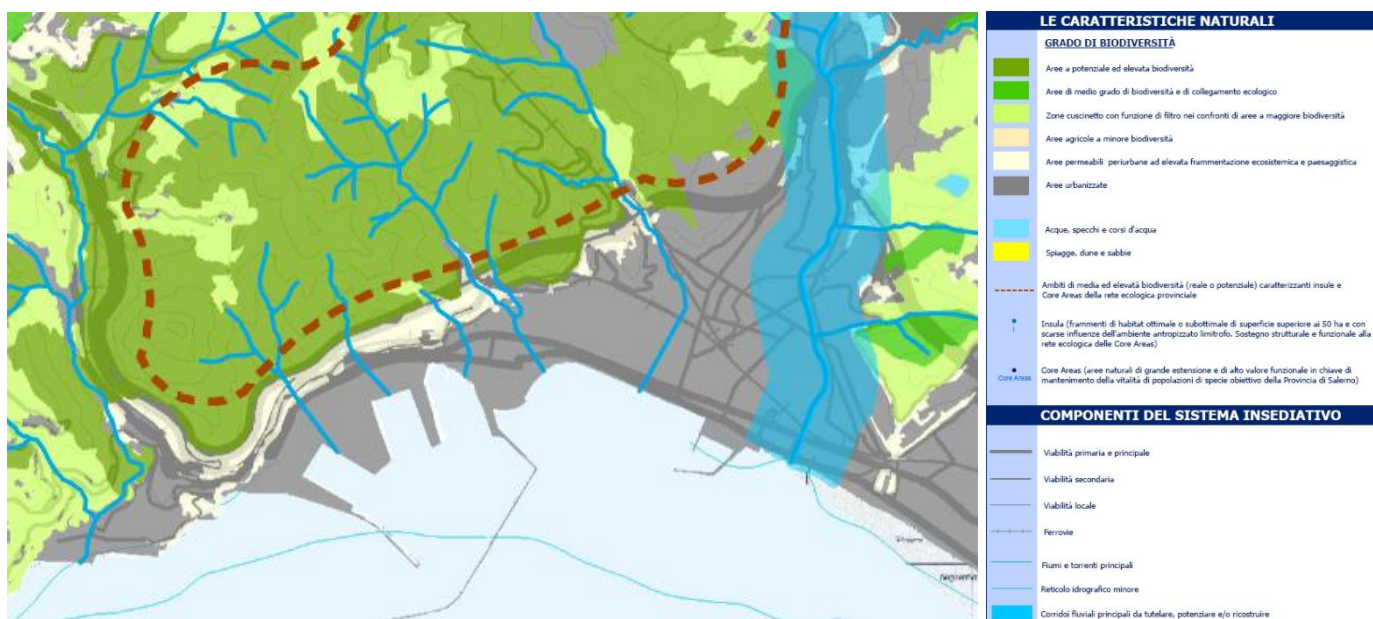 LE CARATTERISTICHE NATURALI
GRADO DI BIODIVERSITÀ
Aree a potenziale ed elevata biodiversità
Aree di medio grado di biodiversità e di collegamento ecologico
Zone cuscinetto con funzione di filtro nei confronti di aree a maggiore biodiversità
Aree agricole a minore biodiversità
Aree permeabili periurbane ad elevata frammentazione ecosistemica e paesaggistica
Aree urbanizzate
Acque, specchi e corsi d'acqua
Spiagge, dune e sabbie
Ambiti di media ed elevatà biodiversità (reale o potenziale) caratterizzanti insule e
Core Areas della rete ecologica provinciale
I
Insula (frammenti di habitat ottimale o subottimale di superficie superiore ai 50 ha e con
scarse influenze dell'ambiente antropizzato limitrofo. Sostegno strutturale e funzionale alla
rete ecologica delle Core Areas)
Core Areas
Core Areas (aree naturali di grande estensione e di alto valore funzionale in chiave di
mantenimento della vitalità di popolazioni di specie obiettivo della Provincia di Salerno)
COMPONENTI DEL SISTEMA INSEDIATIVO
Viabilità primaria e principale
Viabilità secondaria
Viabilità locale
Ferrovie
Fiumi e torrenti principali
Reticolo idrografico minore
Corridoi fluviali principali da tutelare, potenziare e/o ricostruire